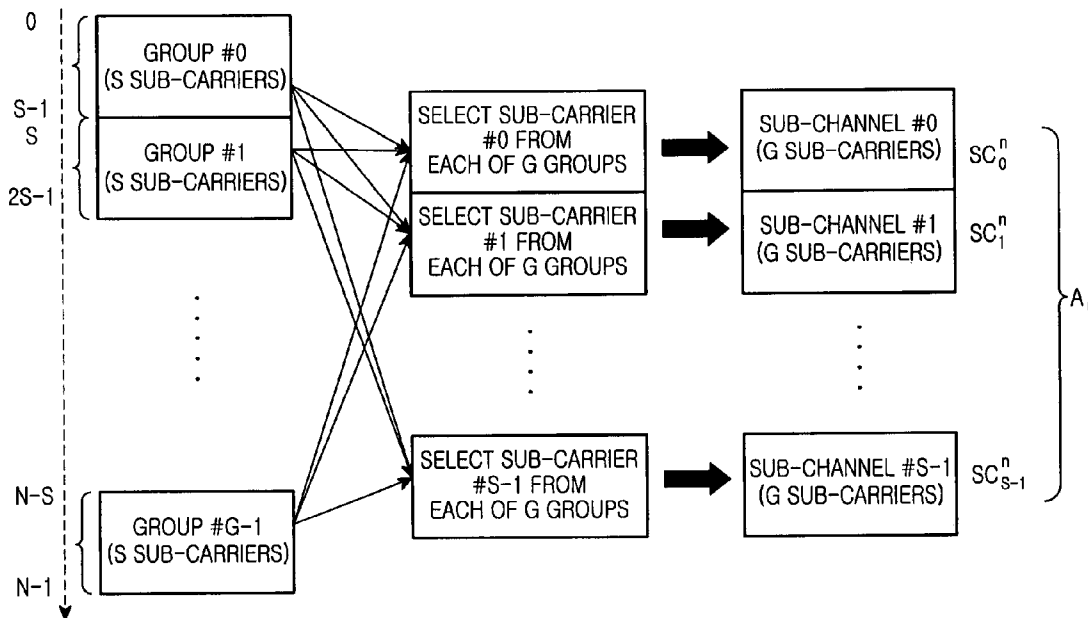 0
S-1
S
2S-1
N-S
N-1
GROUP #0
(S SUB-CARRIERS)
GROUP #1
(S SUB-CARRIERS)
GROUP #G-1
(S SUB-CARRIERS)
SELECT SUB-CARRIER
#0 FROM
EACH OF G GROUPS
SELECT SUB-CARRIER
#1 FROM
EACH OF G GROUPS
SELECT SUB-CARRIER
#S-1 FROM
EACH OF G GROUPS
SUB-CHANNEL #0
(G SUB-CARRIERS)
SUB-CHANNEL #1
(G SUB-CARRIERS)
SUB-CHANNEL #S-1
(G SUB-CARRIERS)
SC₀ⁿ
SC₁ⁿ
SCₛ₋₁ⁿ
A